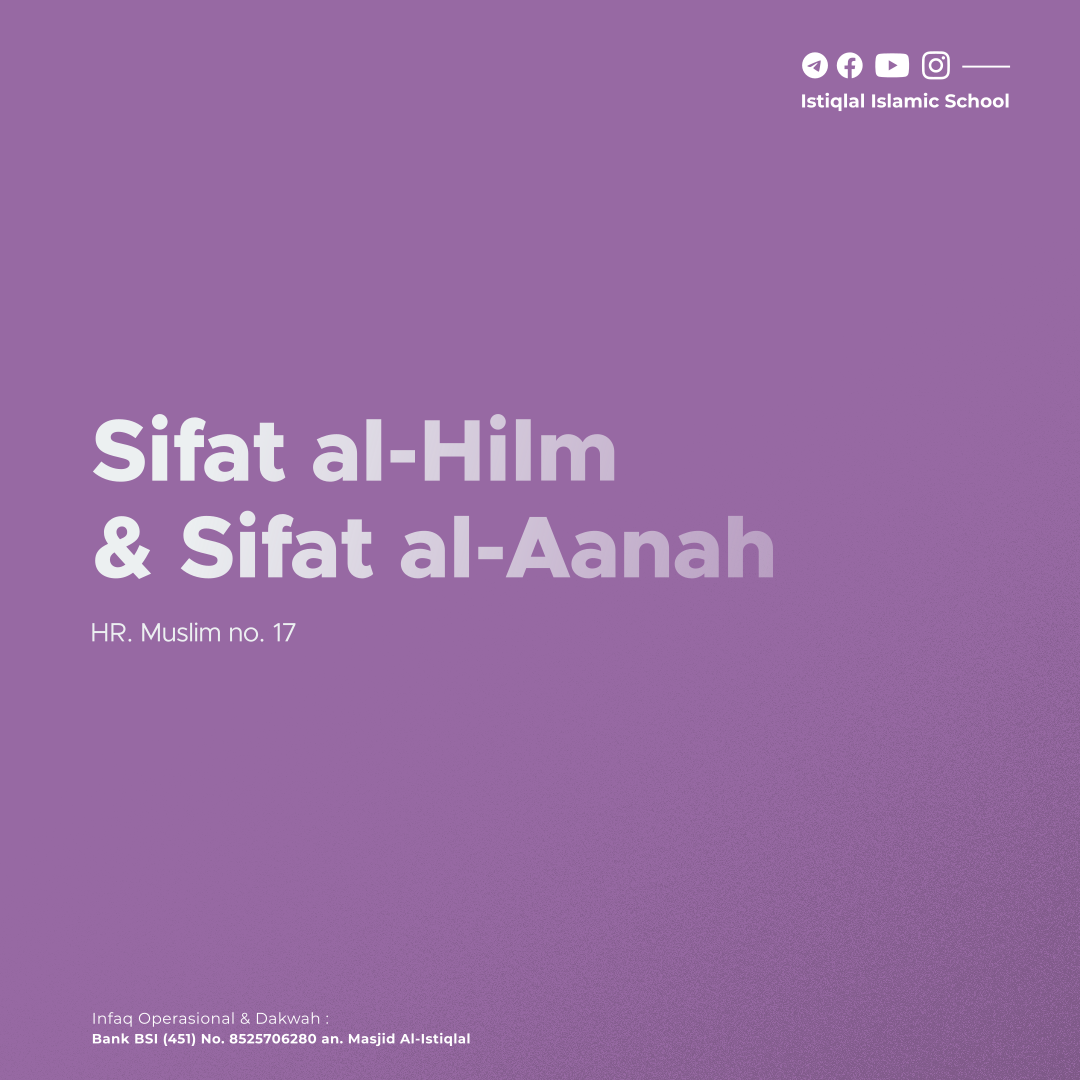 Istiqlal Islamic School
Sifat al-Hilm
& Sifat al-Aanah
HR. Muslim no. 17
Infaq Operasional & Dakwah :
Bank BSI (451) No. 8525706280 an. Masjid Al-Istiqlal